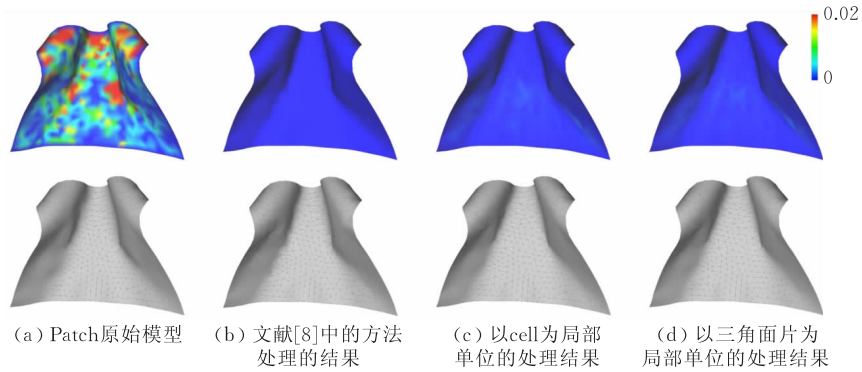 0.02
0
(a) Patch原始模型
(b) 文献[8]中的方法
处理的结果
(c) 以cell为局部
单位的处理结果
(d) 以三角面片为
局部单位的处理结果